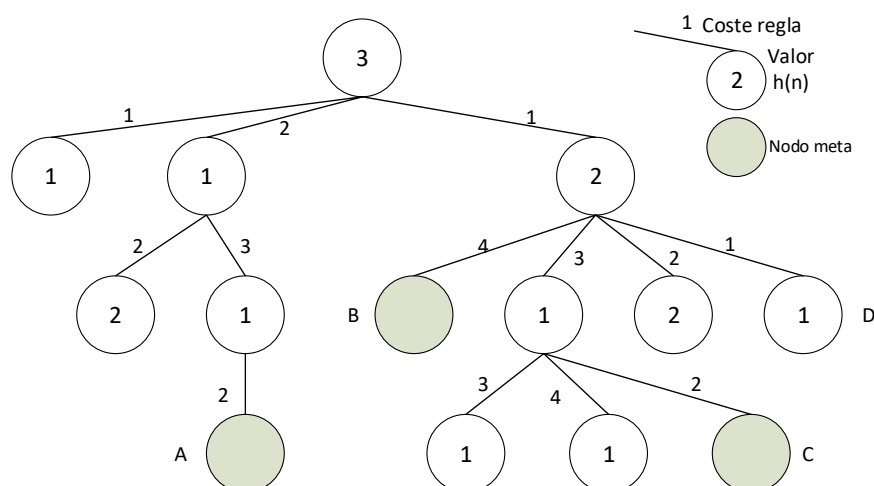 3
1 Coste regla
Valor
2 h(n)
Nodo meta
1 2 1
1 1 2
2 3 4 3 2 1
2 1 B 1 2 1 D
2 3 4 2
A 1 1 C